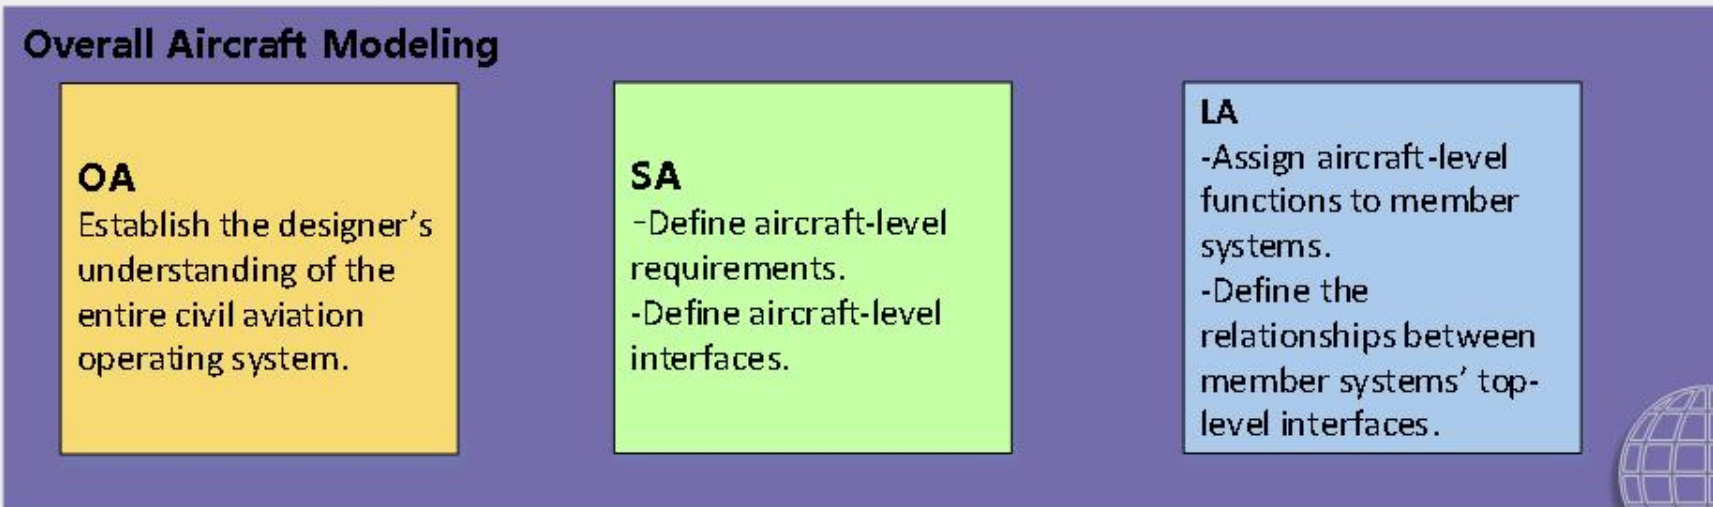 Overall Aircraft Modeling
OA
Establish the designer's
understanding of the
entire civil aviation
operating system.
SA
-Define aircraft-level
requirements.
-Define aircraft-level
interfaces.
LA
-Assign aircraft-level
functions to member
systems.
-Define the
relationships between
member systems' top-
level interfaces.